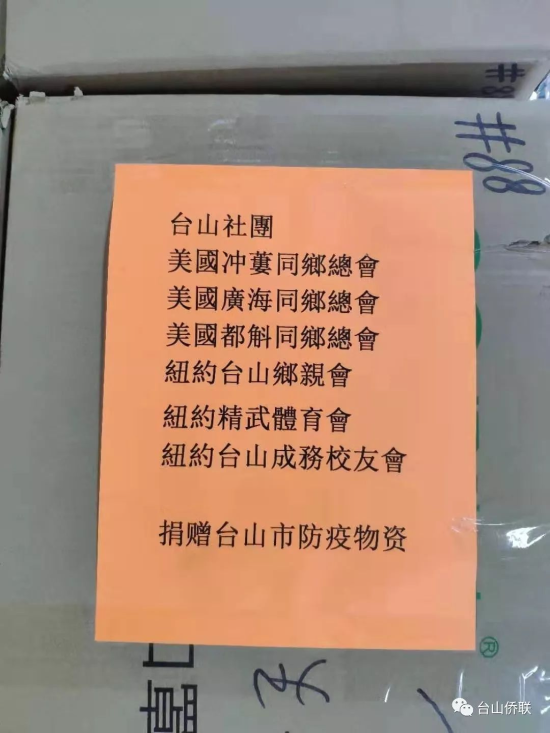 #88
台山社團
美國冲蔞同鄉總會
美國廣海同鄉總會
美國都斛同鄉總會
紐約台山鄉親會
紐約精武體育會
紐約台山成務校友會
捐赠台山市防疫物资
®
台山侨联